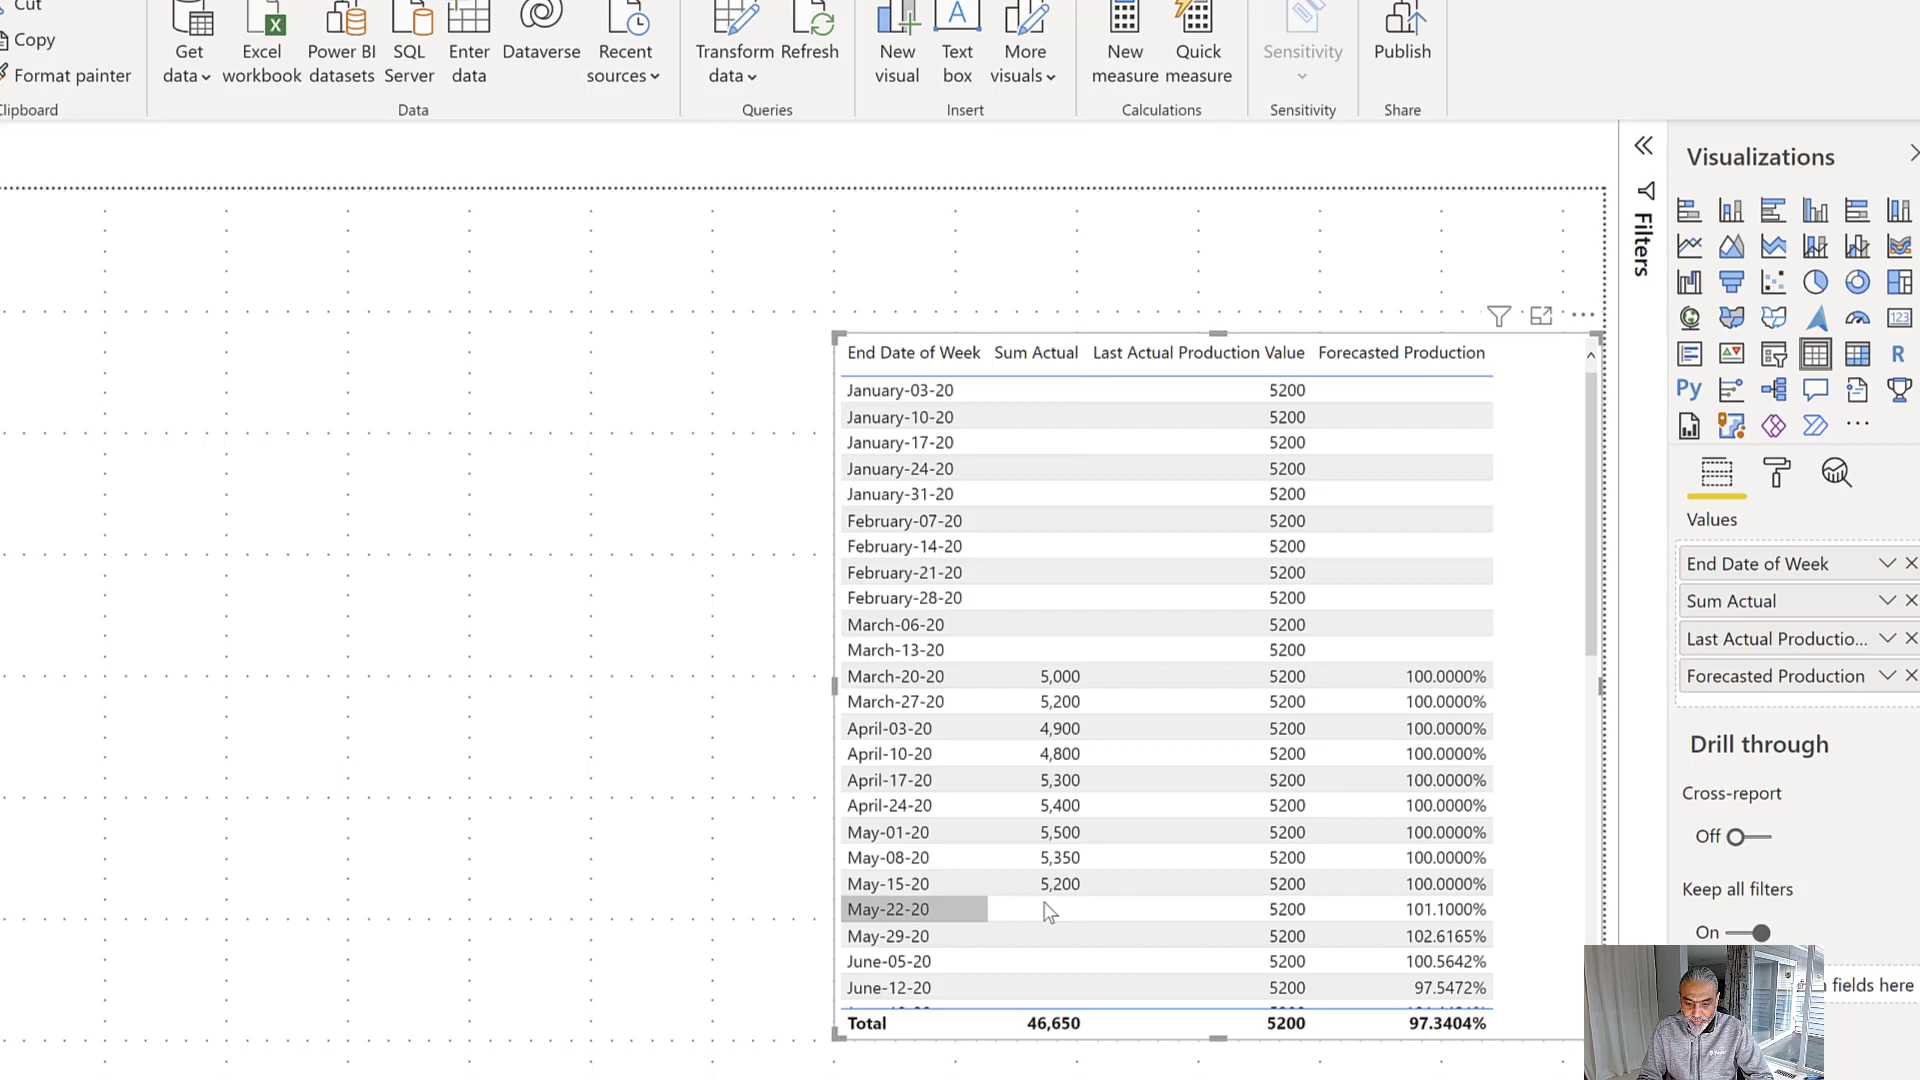 Cut
Copy
Format painter
Clipboard
Get data
Excel workbook
Power BI datasets
SQL Server
Enter data
Dataverse
Recent sources
Data
Transform data
Refresh
Queries
New visual
Text box
More visuals
Insert
New measure
Quick measure
Calculations
Sensitivity
Sensitivity
Publish
Share
Filters
Visualizations
123
R
Py
Values
End Date of Week
Sum Actual
Last Actual Productio...
Forecasted Production
Drill through
Cross-report
Off
Keep all filters
On
fields here
End Date of Week Sum Actual Last Actual Production Value Forecasted Production
January-03-20 5200
January-10-20 5200
January-17-20 5200
January-24-20 5200
January-31-20 5200
February-07-20 5200
February-14-20 5200
February-21-20 5200
February-28-20 5200
March-06-20 5200
March-13-20 5200
March-20-20 5,000 5200 100.0000%
March-27-20 5,200 5200 100.0000%
April-03-20 4,900 5200 100.0000%
April-10-20 4,800 5200 100.0000%
April-17-20 5,300 5200 100.0000%
April-24-20 5,400 5200 100.0000%
May-01-20 5,500 5200 100.0000%
May-08-20 5,350 5200 100.0000%
May-15-20 5,200 5200 100.0000%
May-22-20 5200 101.1000%
May-29-20 5200 102.6165%
June-05-20 5200 100.5642%
June-12-20 5200 97.5472%
Total 46,650 5200 97.3404%